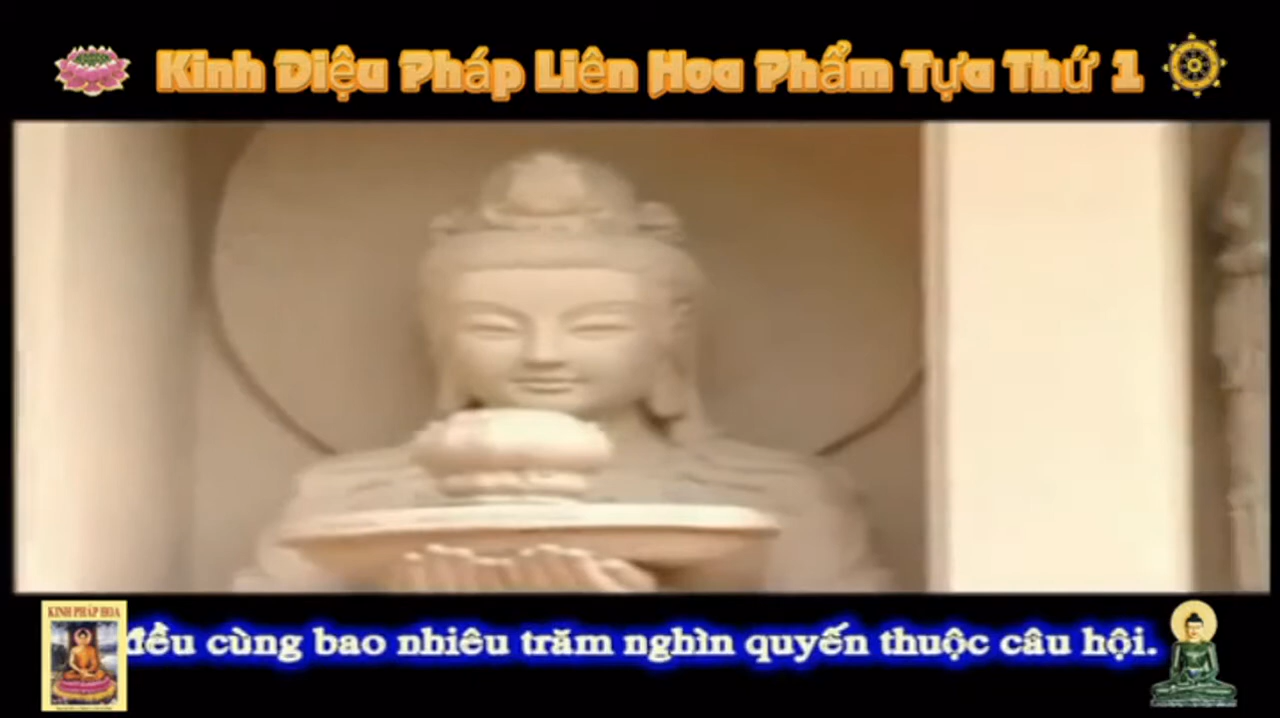 Kinh Diệu Pháp Liên Hoa Phẩm Tựa Thứ 1
KINH PHÁP HOA
đều cùng bao nhiêu trăm nghìn quyến thuộc câu hội.